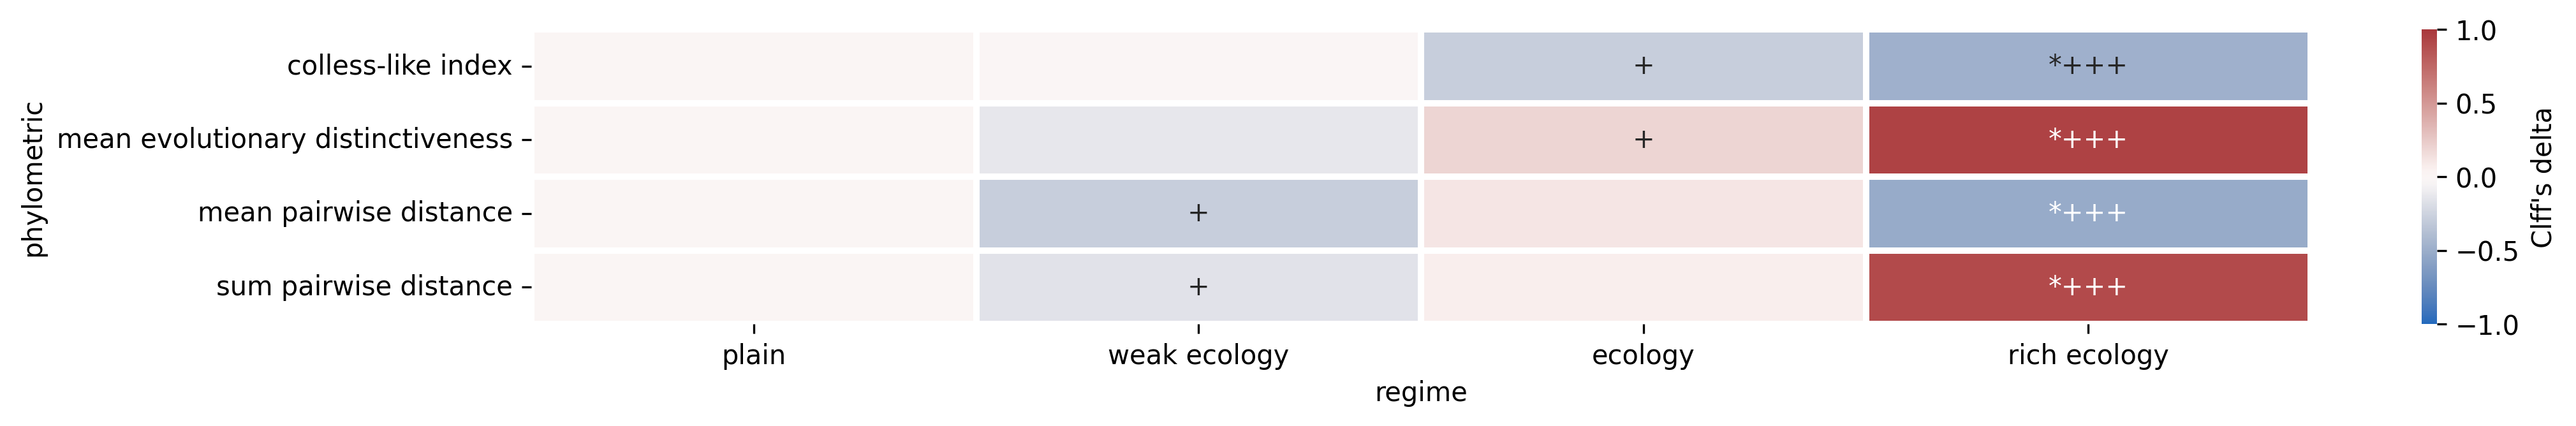 phylometric
colless-like index
+
*+++
mean evolutionary distinctiveness
+
*+++
mean pairwise distance
+
*+++
sum pairwise distance
+
*+++
plain
weak ecology
ecology
rich ecology
regime
1.0
0.5
0.0
−0.5
−1.0
Clff's delta